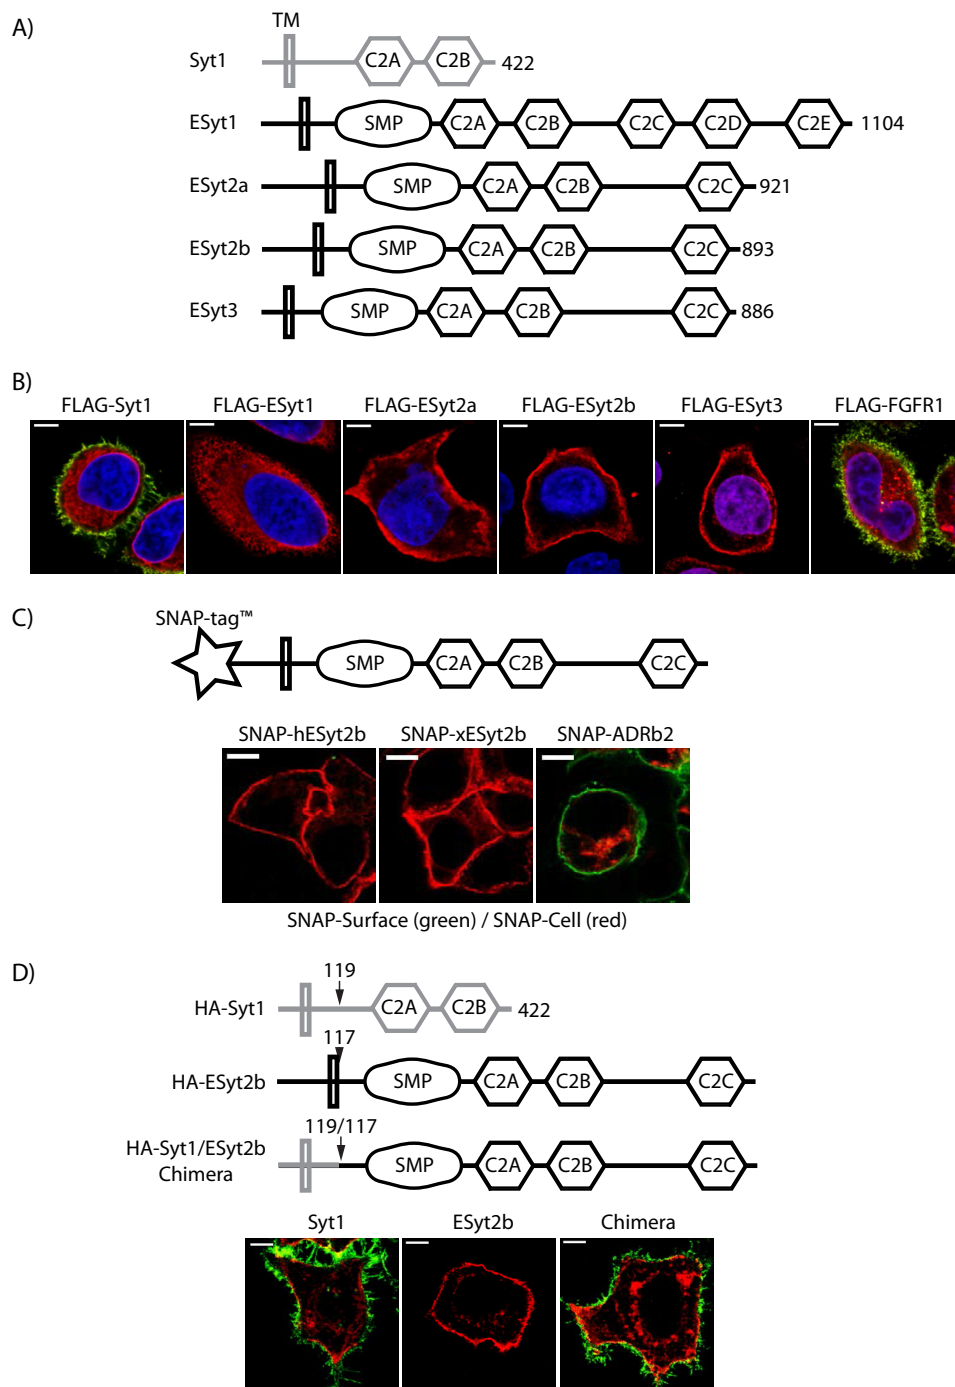 A)
TM
Syt1 C2A C2B 422
ESyt1 SMP C2A C2B C2C C2D C2E 1104
ESyt2a SMP C2A C2B C2C 921
ESyt2b SMP C2A C2B C2C 893
ESyt3 SMP C2A C2B C2C 886
B)
FLAG-Syt1 FLAG-ESyt1 FLAG-ESyt2a FLAG-ESyt2b FLAG-ESyt3 FLAG-FGFR1
C)
SNAP-tag™
SMP C2A C2B C2C
SNAP-hESyt2b SNAP-xESyt2b SNAP-ADRb2
SNAP-Surface (green) / SNAP-Cell (red)
D)
119
HA-Syt1 C2A C2B 422
117
HA-ESyt2b SMP C2A C2B C2C
119/117
HA-Syt1/ESyt2b
Chimera
SMP C2A C2B C2C
Syt1 ESyt2b Chimera